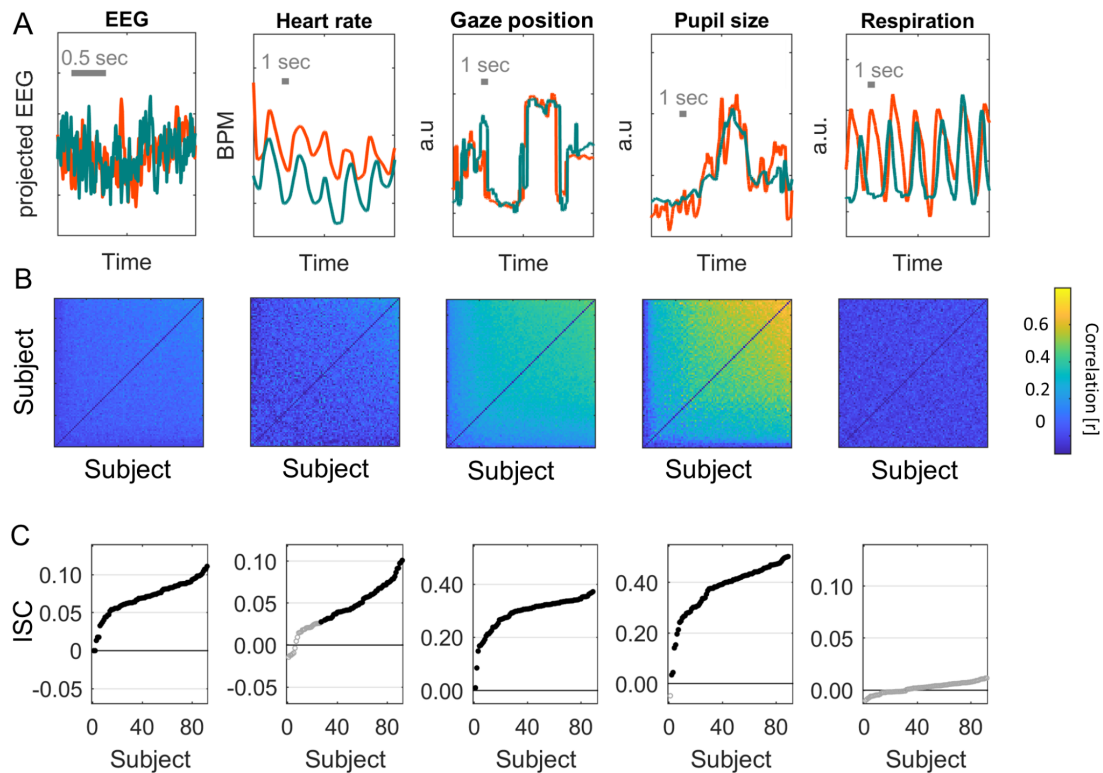 A
EEG
Heart rate
Gaze position
Pupil size
Respiration
0.5 sec
1 sec
1 sec
1 sec
1 sec
projected EEG
BPM
a.u
a.u
a.u.
Time
Time
Time
Time
Time
B
Subject
Subject
Subject
Subject
Subject
Subject
0.6
0.4
0.2
0
Correlation [r]
C
ISC
0.10
0.05
0
-0.05
0 40 80
Subject
0.10
0.05
0.00
-0.05
0 40 80
Subject
0.40
0.20
0.00
0 40 80
Subject
0.40
0.20
0.00
0 40 80
Subject
0.10
0.05
0.00
0 40 80
Subject